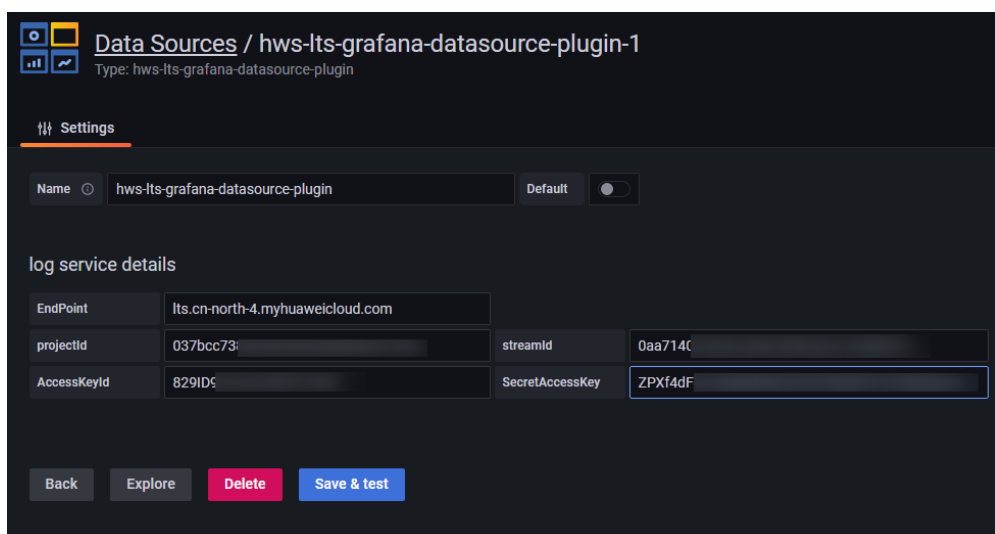 Data Sources / hws-lts-grafana-datasource-plugin-1
Type: hws-lts-grafana-datasource-plugin
Settings
Name hws-lts-grafana-datasource-plugin Default
log service details
EndPoint lts.cn-north-4.myhuaweicloud.com
projectId 037bcc73 streamId 0aa7140
AccessKeyId 829ID9 SecretAccessKey ZPXf4dF
Back Explore Delete Save & test